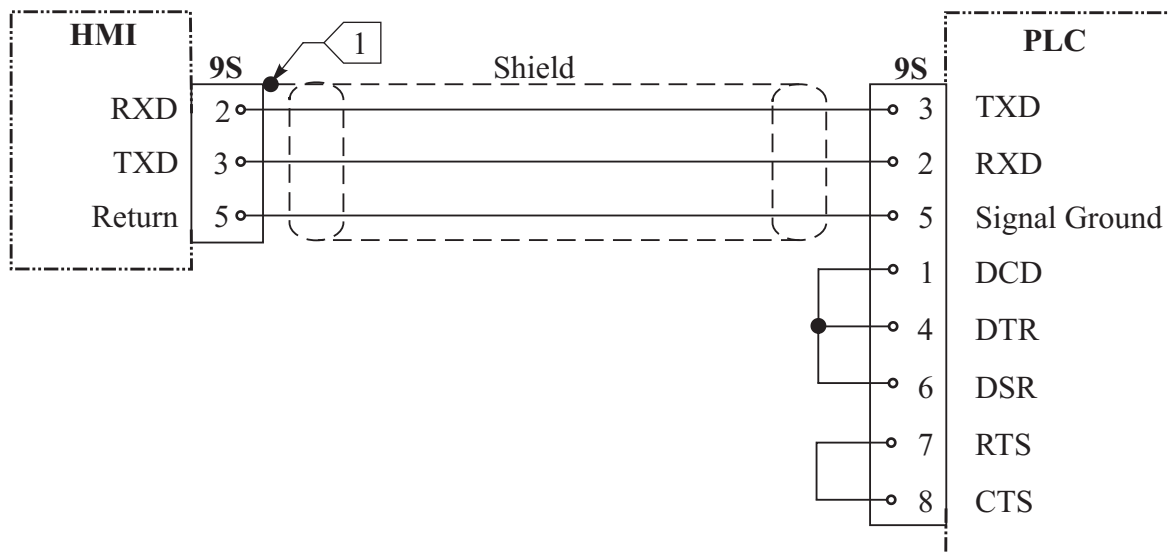 HMI
1
PLC
9S
Shield
9S
RXD 2
3 TXD
TXD 3
2 RXD
Return 5
5 Signal Ground
1 DCD
4 DTR
6 DSR
7 RTS
8 CTS